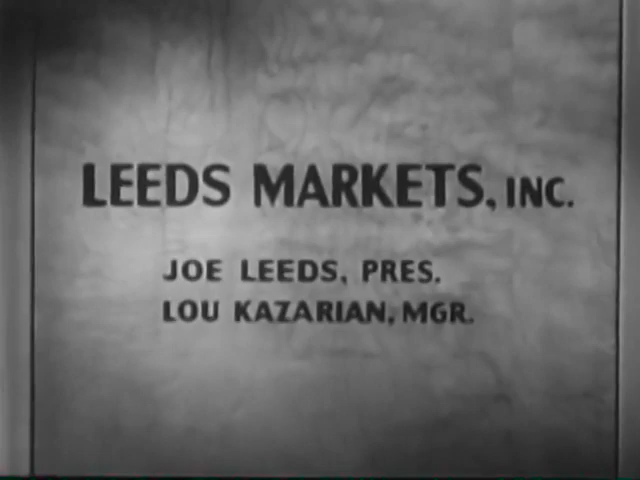 LEEDS MARKETS, INC.
JOE LEEDS, PRES.
LOU KAZARIAN, MGR.